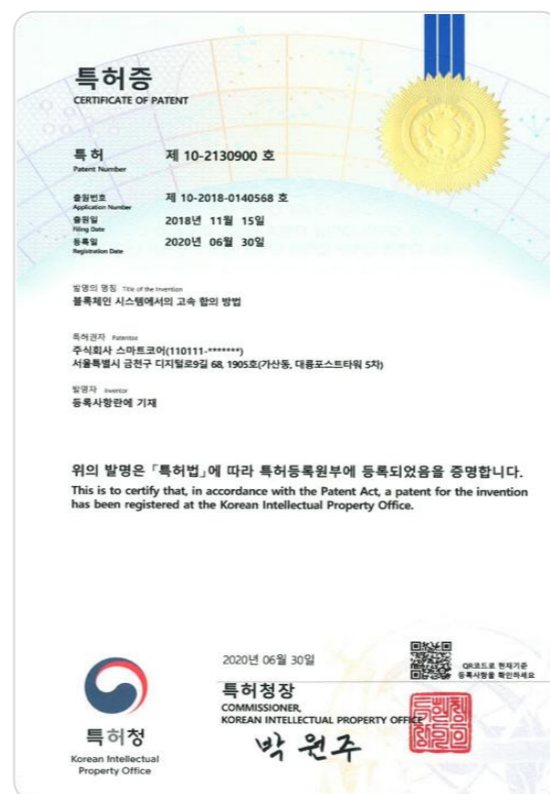 특허증
CERTIFICATE OF PATENT
특 허 제 10-2130900 호
Patent Number
출원번호 제 10-2018-0140568 호
Application Number
출원일 2018년 11월 15일
Filing Date
등록일 2020년 06월 30일
Registration Date
발명의 명칭 Title of the Invention
블록체인 시스템에서의 고속 합의 방법
특허권자 Patentee
주식회사 스마트코어(110111-*******)
서울특별시 금천구 디지털로9길 68, 1905호(가산동, 대륭포스트타워 5차)
발명자 Inventor
등록사항란에 기재
위의 발명은 「특허법」에 따라 특허등록원부에 등록되었음을 증명합니다.
This is to certify that, in accordance with the Patent Act, a patent for the invention
has been registered at the Korean Intellectual Property Office.
2020년 06월 30일
QR코드로 현재기준
등록사항을 확인하세요
특허청장
COMMISSIONER,
KOREAN INTELLECTUAL PROPERTY OFFICE
박원주
특허청
Korean Intellectual
Property Office